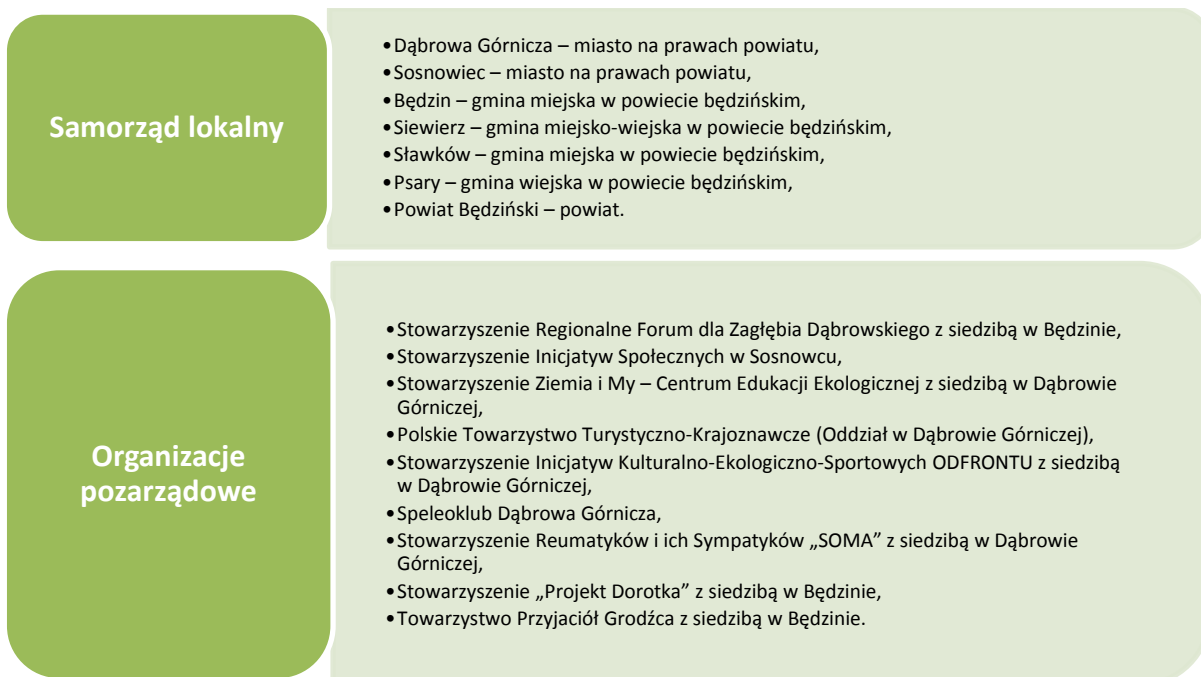 Samorząd lokalny
•Dąbrowa Górnicza – miasto na prawach powiatu,
•Sosnowiec – miasto na prawach powiatu,
•Będzin – gmina miejska w powiecie będzińskim,
•Siewierz – gmina miejsko-wiejska w powiecie będzińskim,
•Sławków – gmina miejska w powiecie będzińskim,
•Psary – gmina wiejska w powiecie będzińskim,
•Powiat Będziński – powiat.
Organizacje
pozarządowe
•Stowarzyszenie Regionalne Forum dla Zagłębia Dąbrowskiego z siedzibą w Będzinie,
•Stowarzyszenie Inicjatyw Społecznych w Sosnowcu,
•Stowarzyszenie Ziemia i My – Centrum Edukacji Ekologicznej z siedzibą w Dąbrowie
Górniczej,
•Polskie Towarzystwo Turystyczno-Krajoznawcze (Oddział w Dąbrowie Górniczej),
•Stowarzyszenie Inicjatyw Kulturalno-Ekologiczno-Sportowych ODFRONTU z siedzibą
w Dąbrowie Górniczej,
•Speleoklub Dąbrowa Górnicza,
•Stowarzyszenie Reumatyków i ich Sympatyków „SOMA” z siedzibą w Dąbrowie
Górniczej,
•Stowarzyszenie „Projekt Dorotka” z siedzibą w Będzinie,
•Towarzystwo Przyjaciół Grodźca z siedzibą w Będzinie.